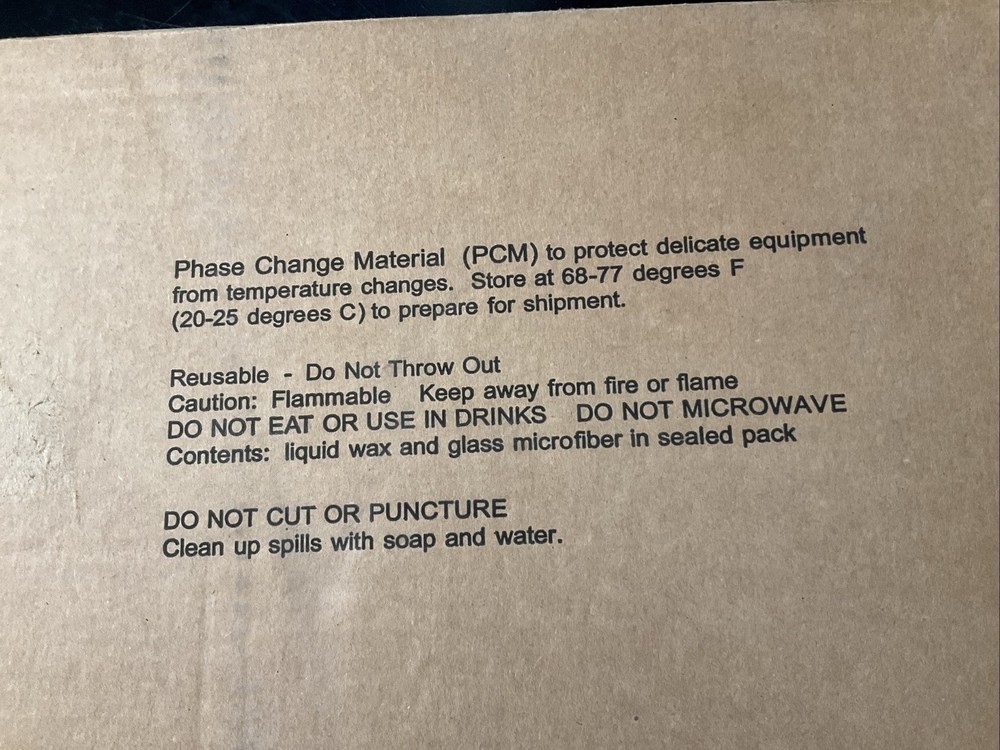 Phase Change Material (PCM) to protect delicate equipment
from temperature changes. Store at 68-77 degrees F
(20-25 degrees C) to prepare for shipment.
Reusable - Do Not Throw Out
Caution: Flammable Keep away from fire or flame
DO NOT EAT OR USE IN DRINKS DO NOT MICROWAVE
Contents: liquid wax and glass microfiber in sealed pack
DO NOT CUT OR PUNCTURE
Clean up spills with soap and water.